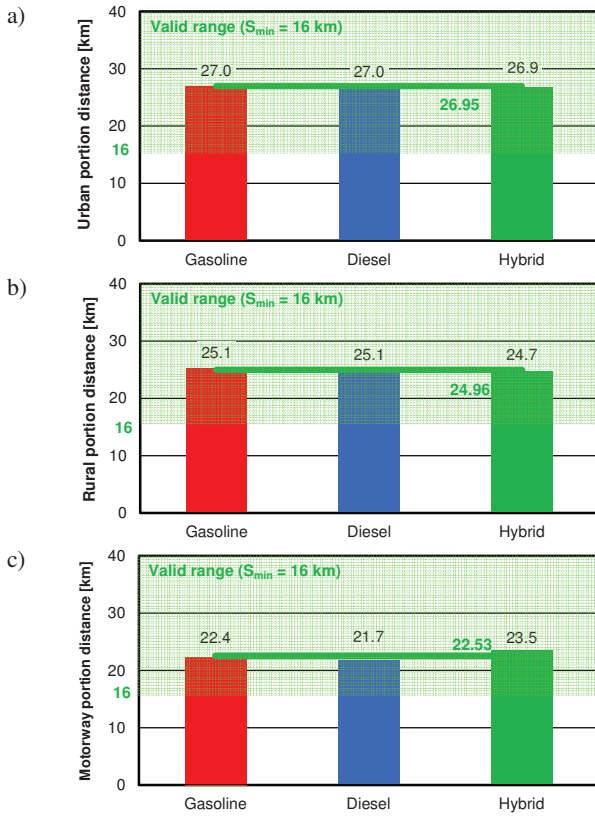 a)
Urban portion distance [km]
40
30
20
16
10
0
Valid range (Smin = 16 km)
27.0
27.0
26.9
26.95
Gasoline
Diesel
Hybrid
b)
Rural portion distance [km]
40
30
20
16
10
0
Valid range (Smin = 16 km)
25.1
25.1
24.7
24.96
Gasoline
Diesel
Hybrid
c)
Motorway portion distance [km]
40
30
20
16
10
0
Valid range (Smin = 16 km)
22.4
21.7
22.53
23.5
Gasoline
Diesel
Hybrid